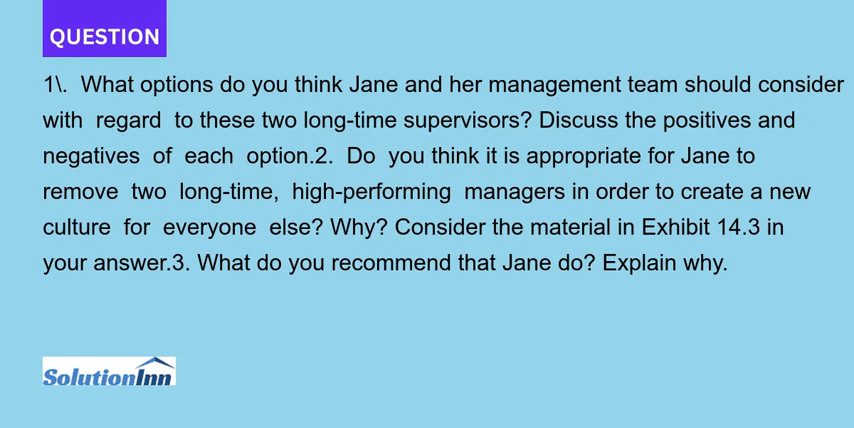 QUESTION
1\. What options do you think Jane and her management team should consider
with regard to these two long-time supervisors? Discuss the positives and
negatives of each option.2. Do you think it is appropriate for Jane to
remove two long-time, high-performing managers in order to create a new
culture for everyone else? Why? Consider the material in Exhibit 14.3 in
your answer.3. What do you recommend that Jane do? Explain why.
SolutionInn